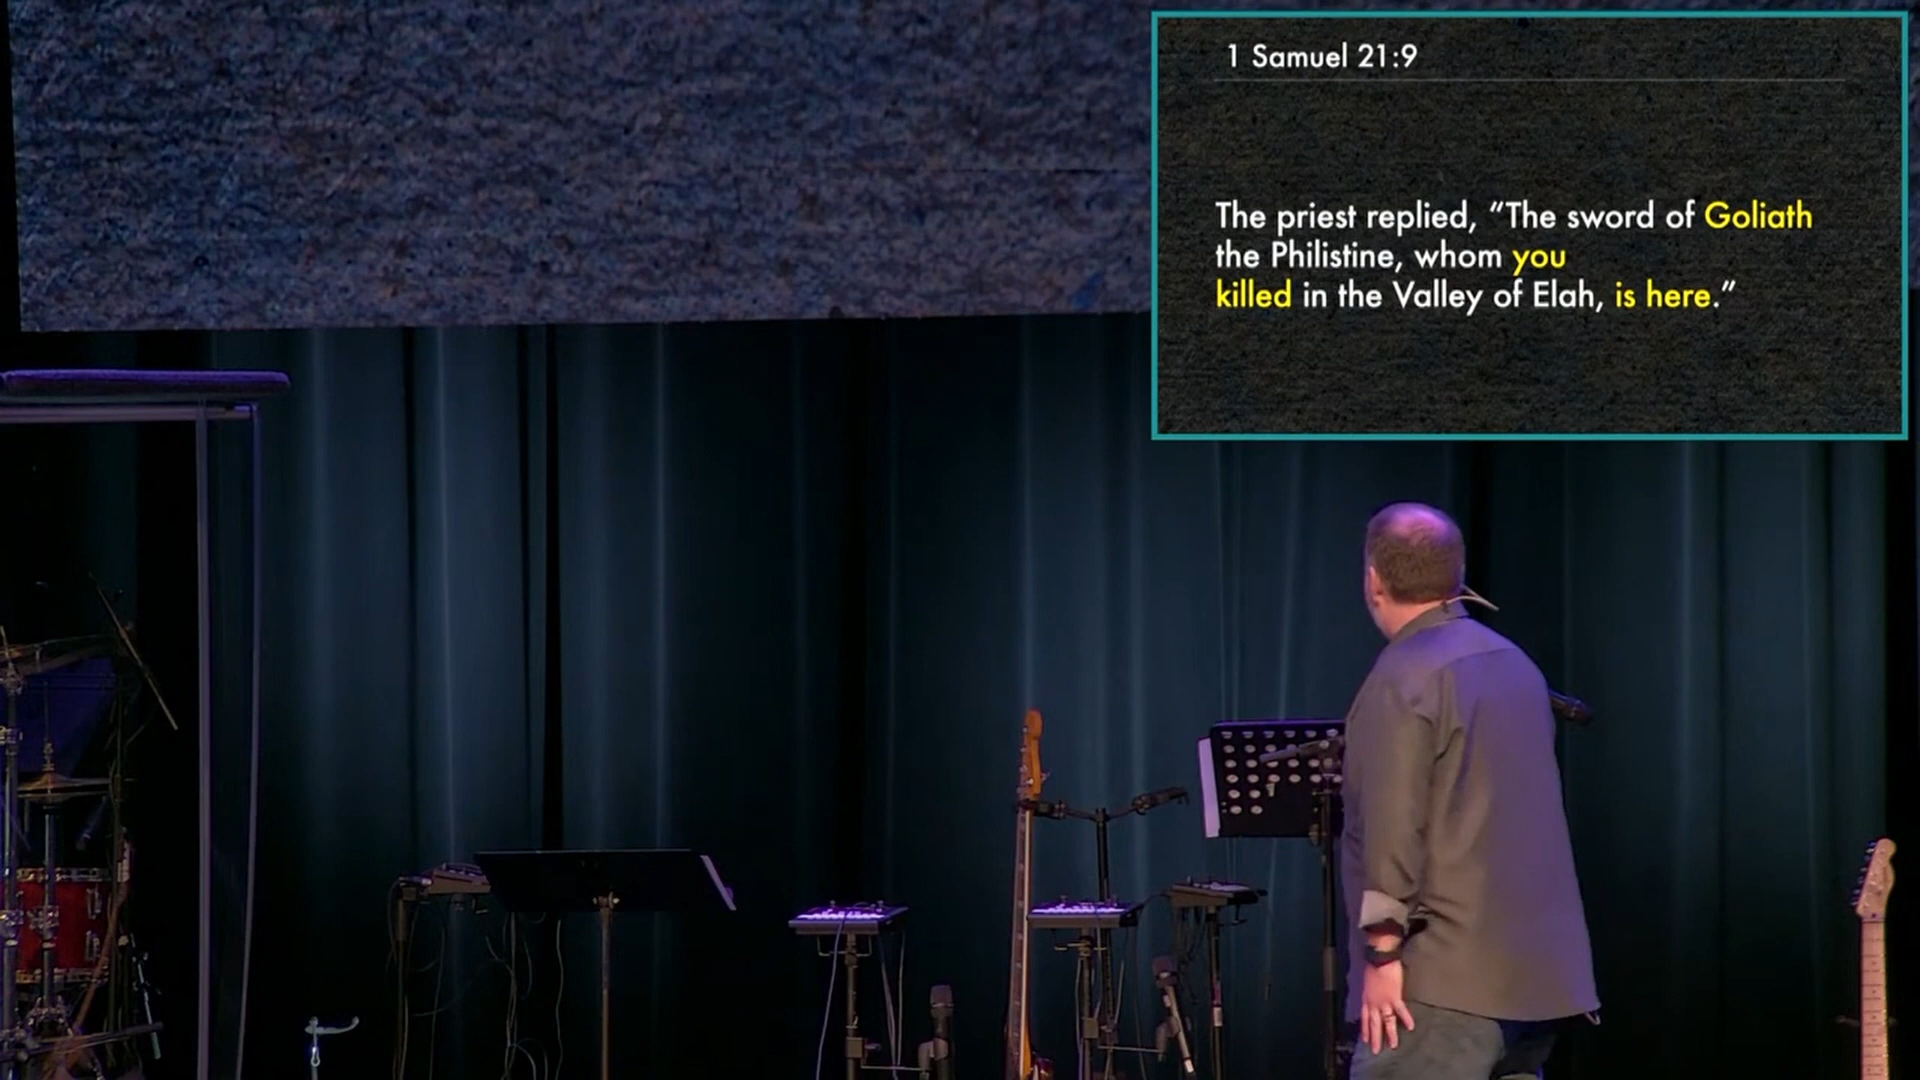 1 Samuel 21:9
The priest replied, “The sword of Goliath
the Philistine, whom you
killed in the Valley of Elah, is here.”